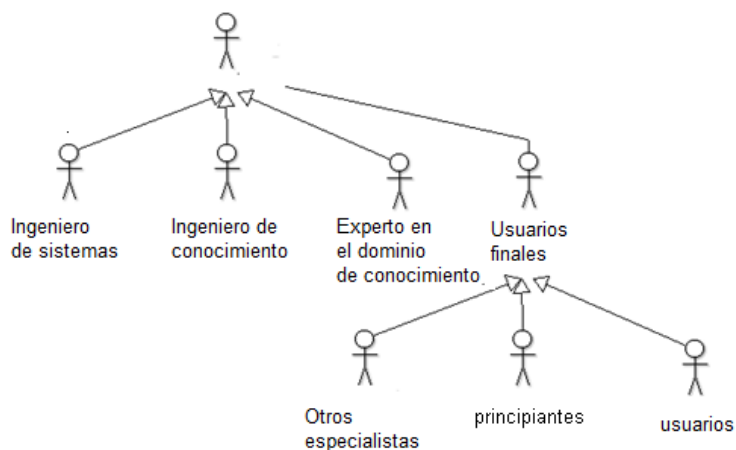 Ingeniero
de sistemas
Ingeniero de
conocimiento
Experto en
el dominio
de conocimiento
Usuarios
finales
Otros
especialistas
principiantes
usuarios